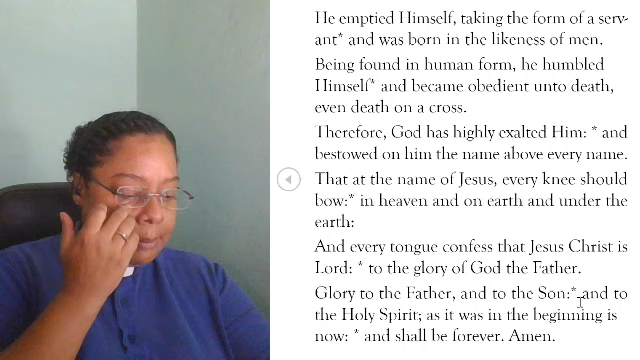 He emptied Himself, taking the form of a serv-
ant* and was born in the likeness of men.
Being found in human form, he humbled
Himself* and became obedient unto death,
even death on a cross.
Therefore, God has highly exalted Him: * and
bestowed on him the name above every name.
That at the name of Jesus, every knee should
bow:* in heaven and on earth and under the
earth:
And every tongue confess that Jesus Christ is
Lord: * to the glory of God the Father.
Glory to the Father, and to the Son:* and to
the Holy Spirit; as it was in the beginning is
now: * and shall be forever. Amen.